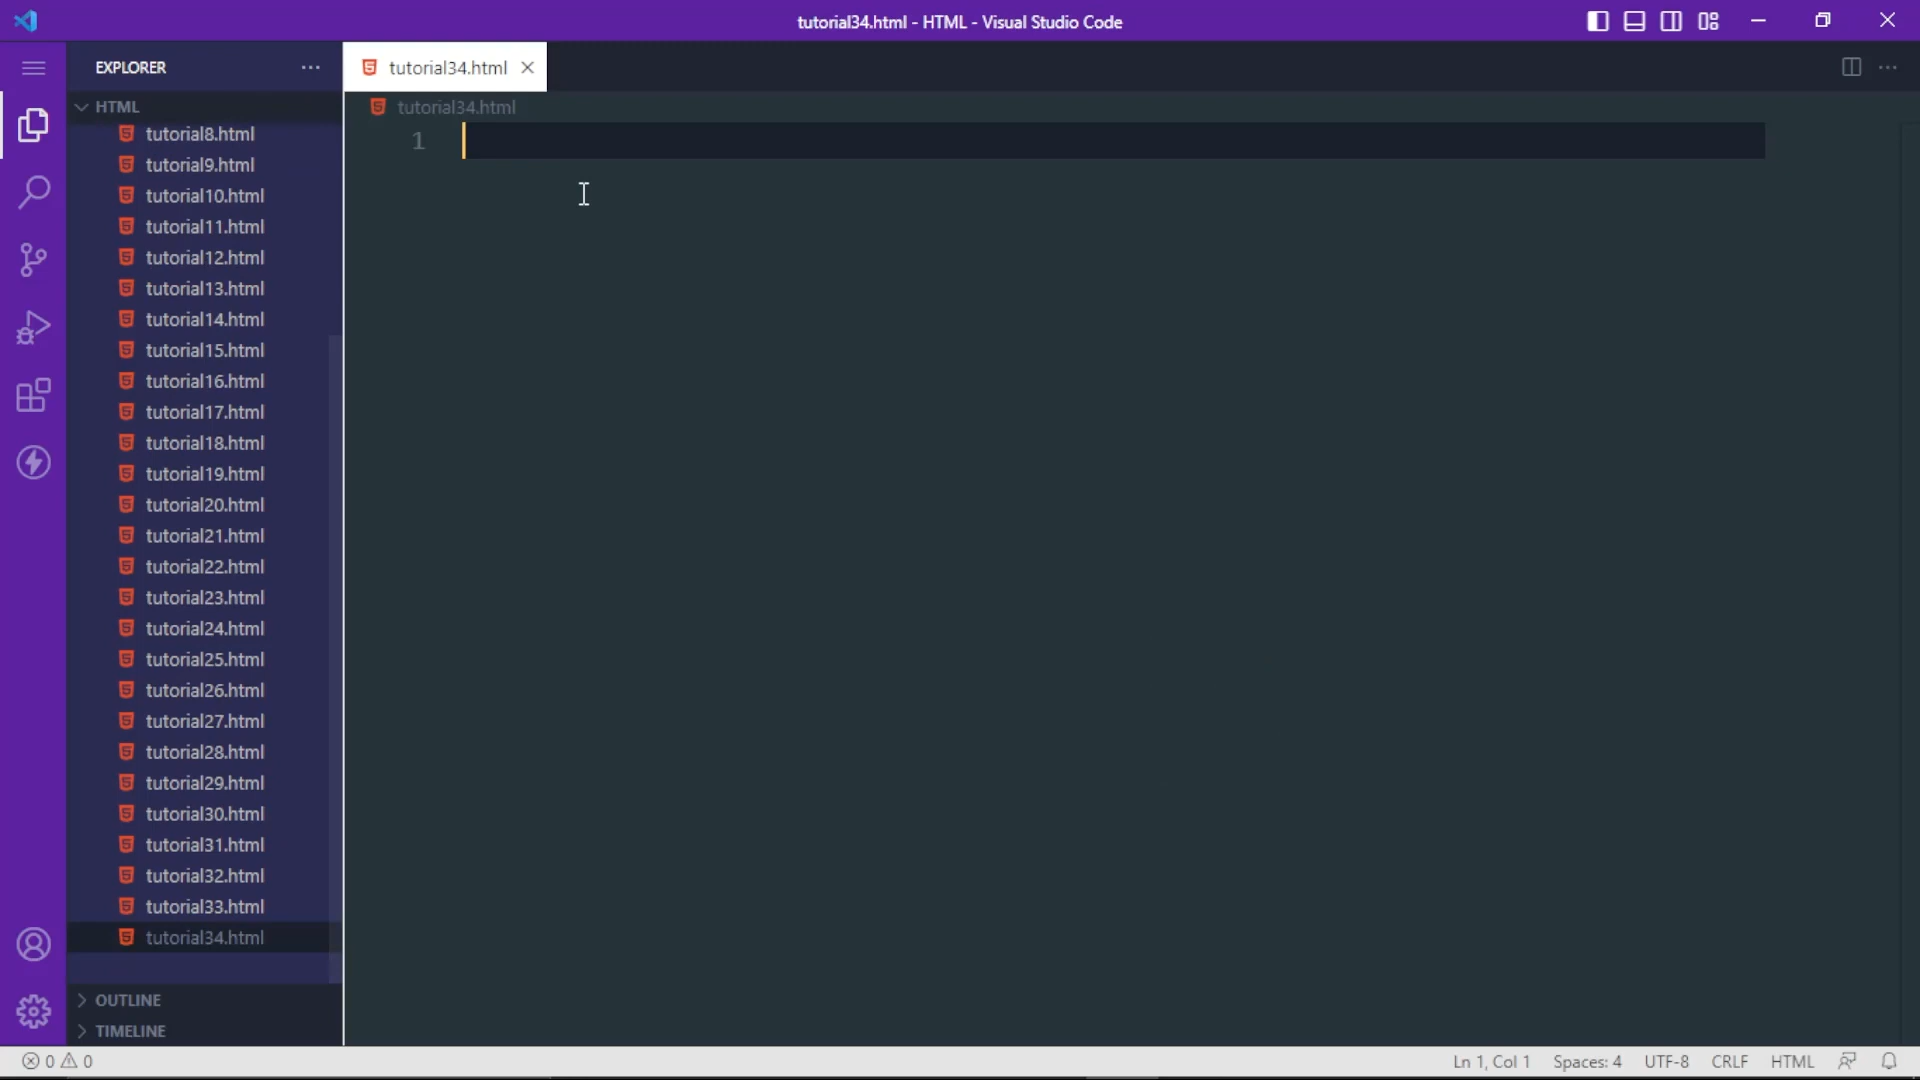 tutorial34.html - HTML - Visual Studio Code
EXPLORER
tutorial34.html
HTML
tutorial34.html
1
tutorial8.html
tutorial9.html
tutorial10.html
tutorial11.html
tutorial12.html
tutorial13.html
tutorial14.html
tutorial15.html
tutorial16.html
tutorial17.html
tutorial18.html
tutorial19.html
tutorial20.html
tutorial21.html
tutorial22.html
tutorial23.html
tutorial24.html
tutorial25.html
tutorial26.html
tutorial27.html
tutorial28.html
tutorial29.html
tutorial30.html
tutorial31.html
tutorial32.html
tutorial33.html
tutorial34.html
OUTLINE
TIMELINE
0 0
Ln 1, Col 1 Spaces: 4 UTF-8 CRLF HTML